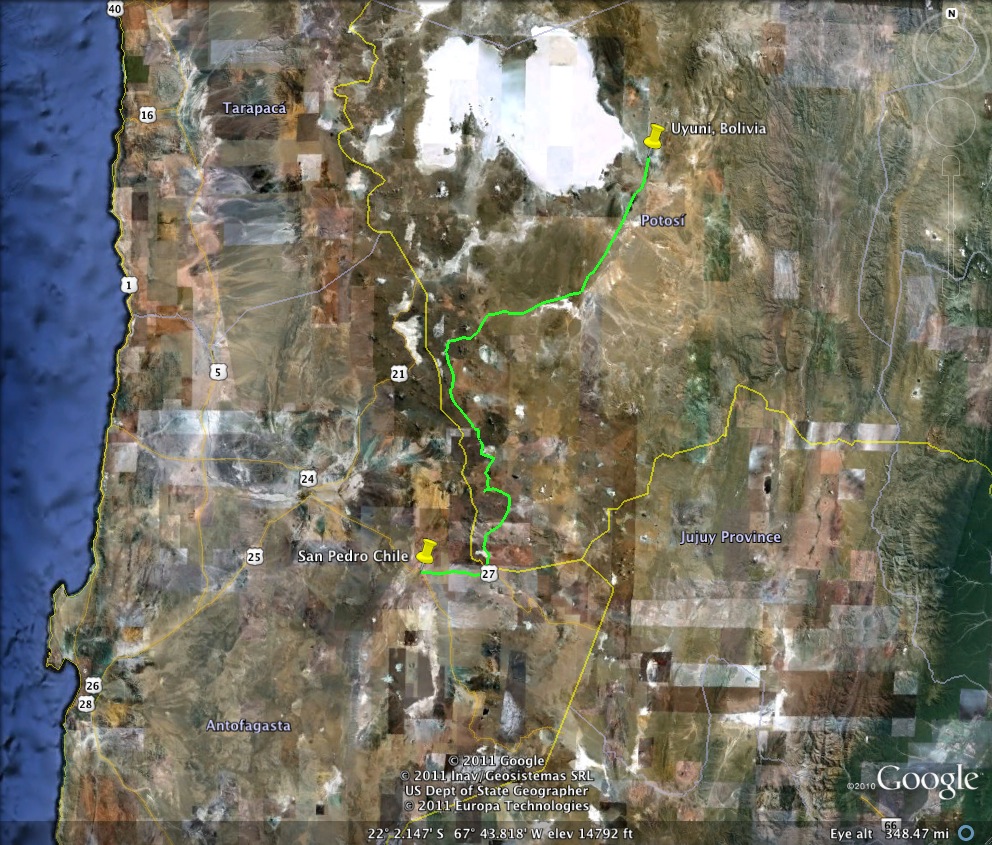 40
N
Tarapacá
16
Uyuni, Bolivia
Potosí
1
5
21
24
25
San Pedro Chile
27
Jujuy Province
26
28
Antofagasta
© 2011 Google
© 2011 Inav/Geosistemas SRL
US Dept of State Geographer
© 2011 Europa Technologies
©2010 Google
66
22° 2.147' S 67° 43.818' W elev 14792 ft
Eye alt 348.47 mi